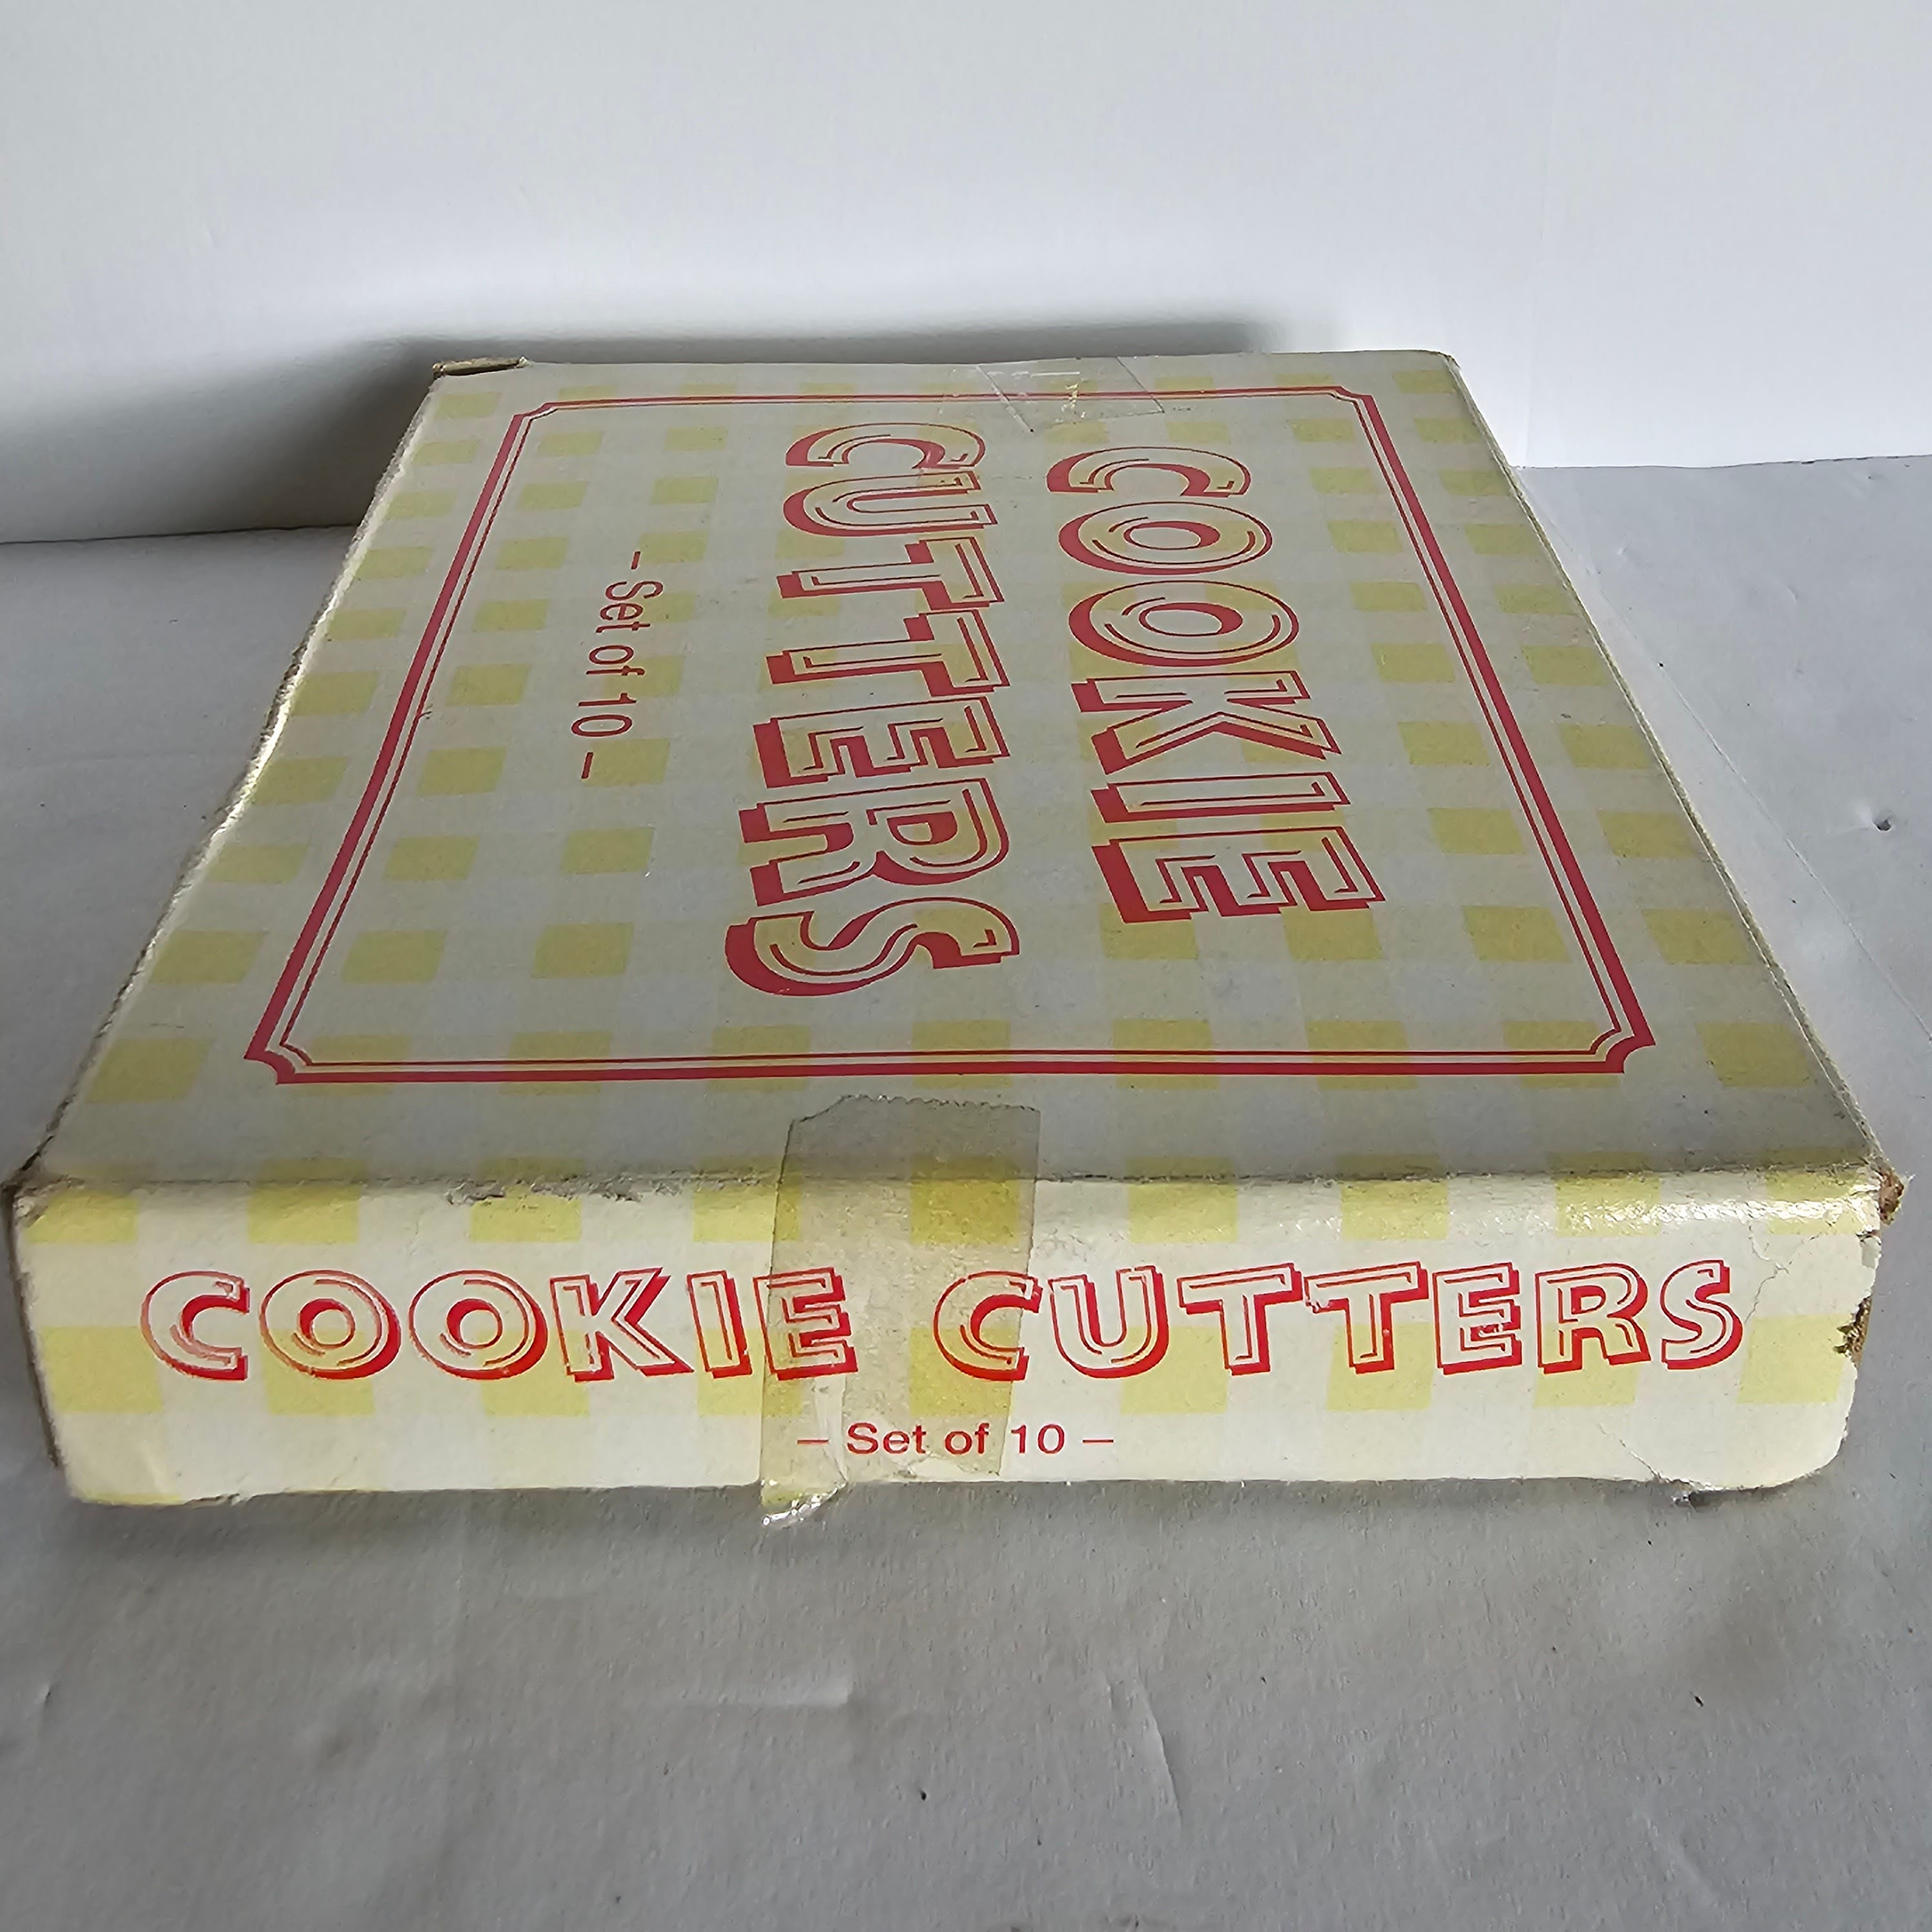 COOKIE
CUTTERS
– Set of 10 –
COOKIE CUTTERS
– Set of 10 –